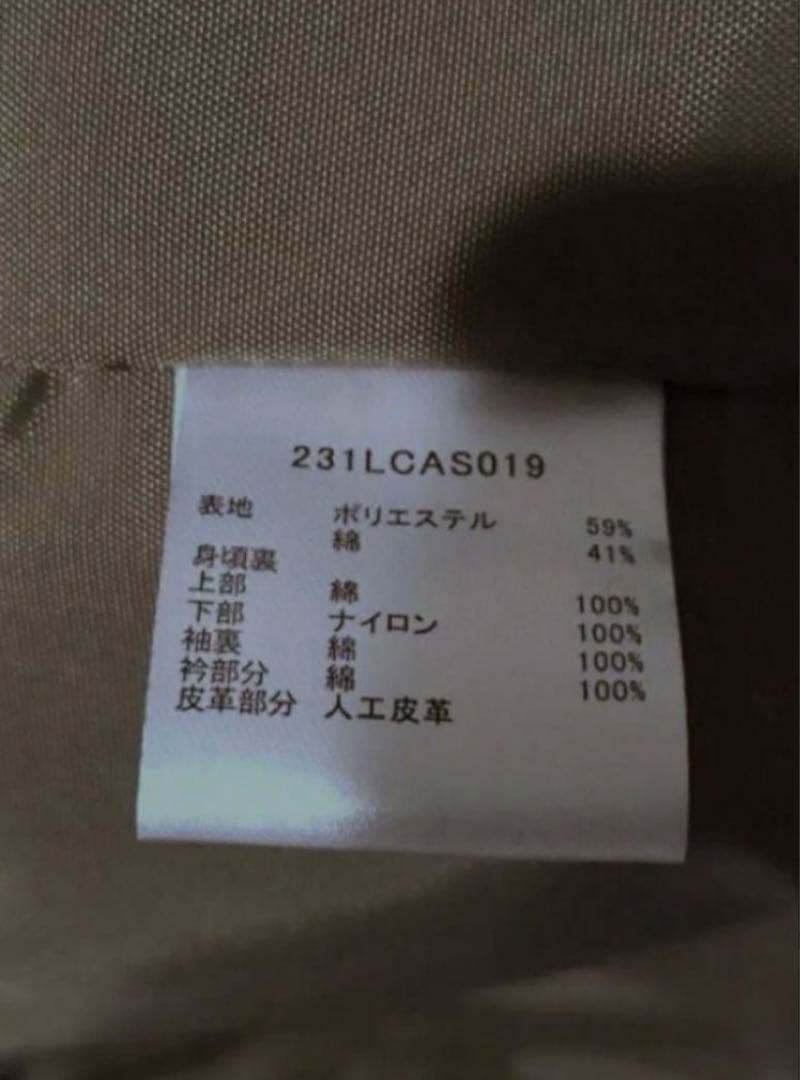 231LCAS019
表地 ポリエステル 59%
綿 41%
身頃裏
上部 綿 100%
下部 ナイロン 100%
袖裏 綿 100%
衿部分 綿 100%
皮革部分 人工皮革